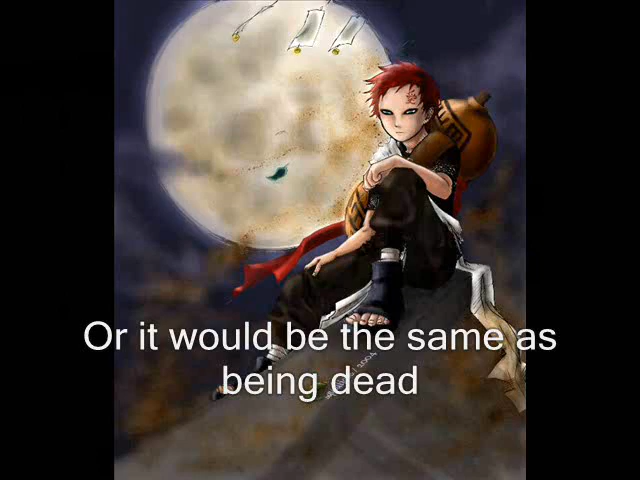 Or it would be the same as
being dead